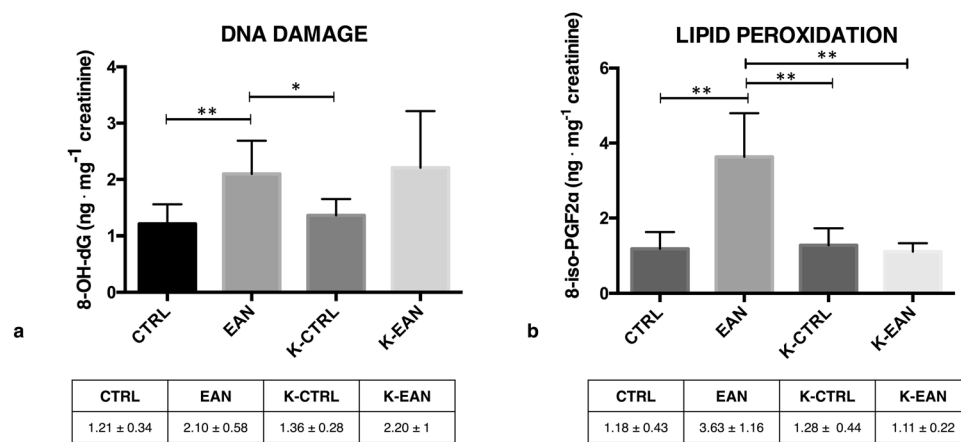 DNA DAMAGE
8-OH-dG (ng · mg⁻¹ creatinine)
4
3
2
1
0
**
*
CTRL
EAN
K-CTRL
K-EAN
a
CTRL EAN K-CTRL K-EAN
1.21 ± 0.34 2.10 ± 0.58 1.36 ± 0.28 2.20 ± 1
LIPID PEROXIDATION
8-iso-PGF2α (ng · mg⁻¹ creatinine)
6
4
2
0
**
**
**
CTRL
EAN
K-CTRL
K-EAN
b
CTRL EAN K-CTRL K-EAN
1.18 ± 0.43 3.63 ± 1.16 1.28 ± 0.44 1.11 ± 0.22